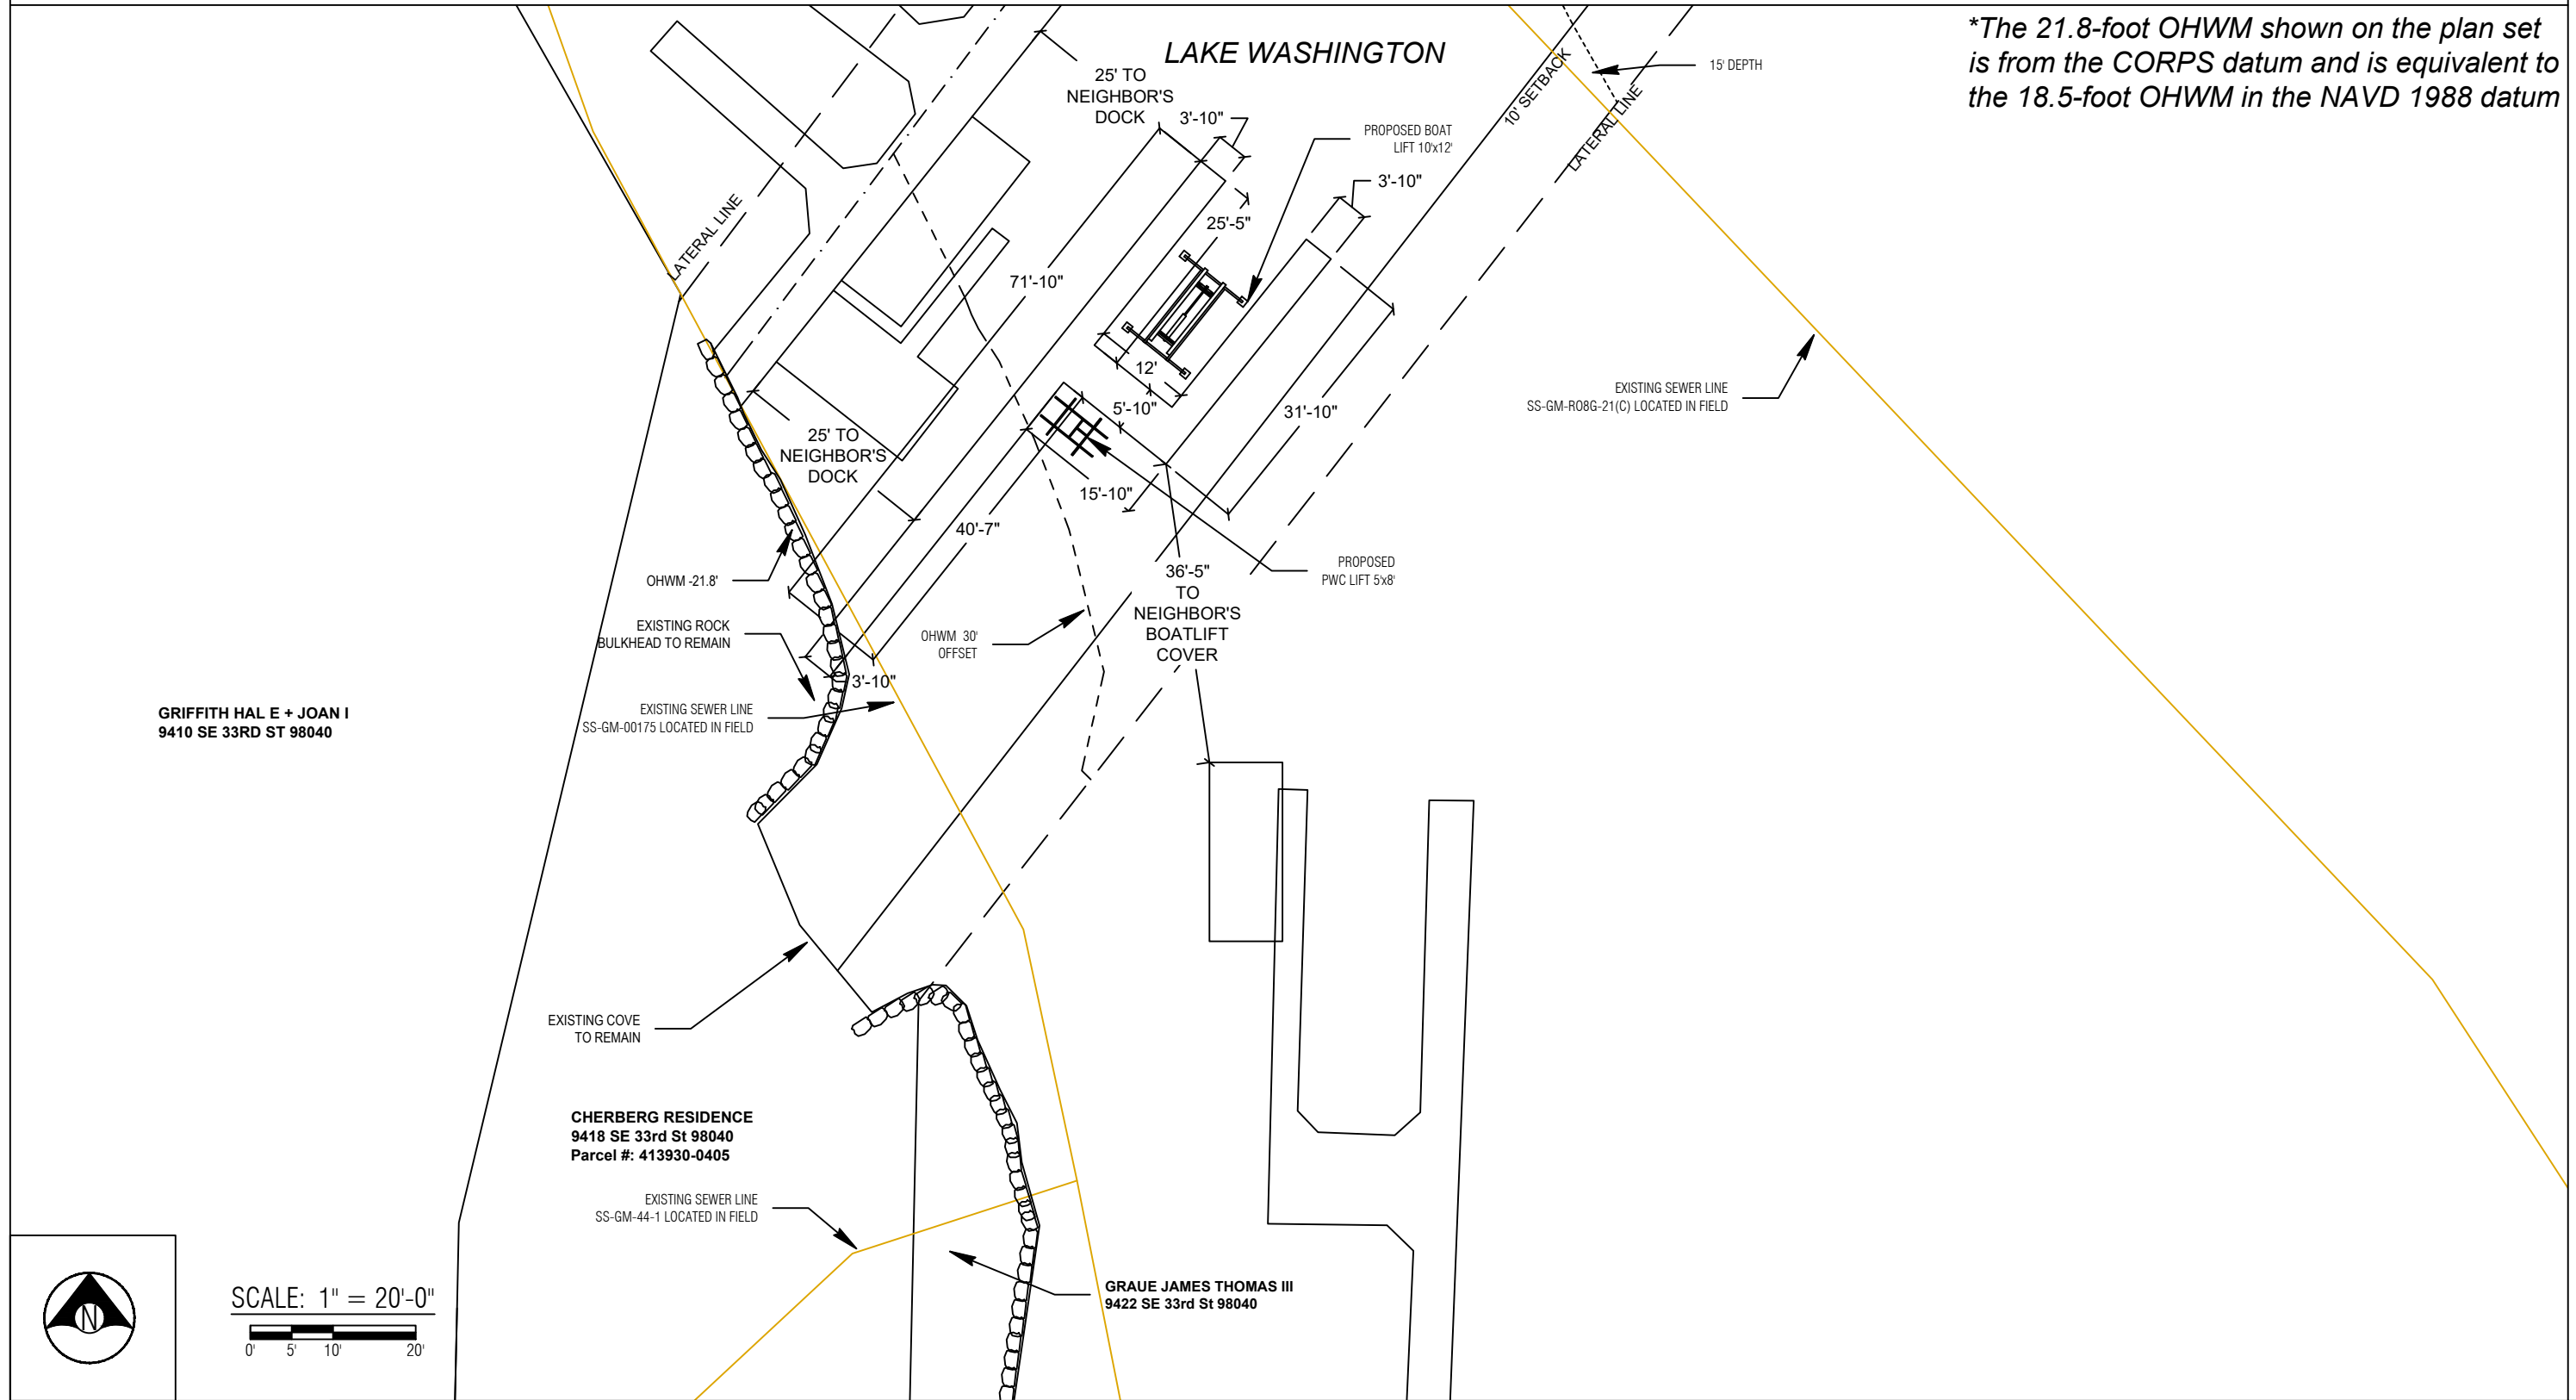 *The 21.8-foot OHWM shown on the plan set
is from the CORPS datum and is equivalent to
the 18.5-foot OHWM in the NAVD 1988 datum
LAKE WASHINGTON
25' TO
NEIGHBOR'S
DOCK
3'-10"
PROPOSED BOAT
LIFT 10'x12'
3'-10"
10' SETBACK
15' DEPTH
LATERAL LINE
LATERAL LINE
25'-5"
71'-10"
12'
5'-10"
31'-10"
EXISTING SEWER LINE
SS-GM-R08G-21(C) LOCATED IN FIELD
25' TO
NEIGHBOR'S
DOCK
15'-10"
40'-7"
OHWM -21.8'
PROPOSED
PWC LIFT 5'x8'
36'-5"
TO
NEIGHBOR'S
BOATLIFT
COVER
EXISTING ROCK
BULKHEAD TO REMAIN
OHWM 30'
OFFSET
3'-10"
EXISTING SEWER LINE
SS-GM-00175 LOCATED IN FIELD
GRIFFITH HAL E + JOAN I
9410 SE 33RD ST 98040
EXISTING COVE
TO REMAIN
CHERBERG RESIDENCE
9418 SE 33rd St 98040
Parcel #: 413930-0405
EXISTING SEWER LINE
SS-GM-44-1 LOCATED IN FIELD
GRAUE JAMES THOMAS III
9422 SE 33rd St 98040
N
SCALE: 1" = 20'-0"
0' 5' 10' 20'